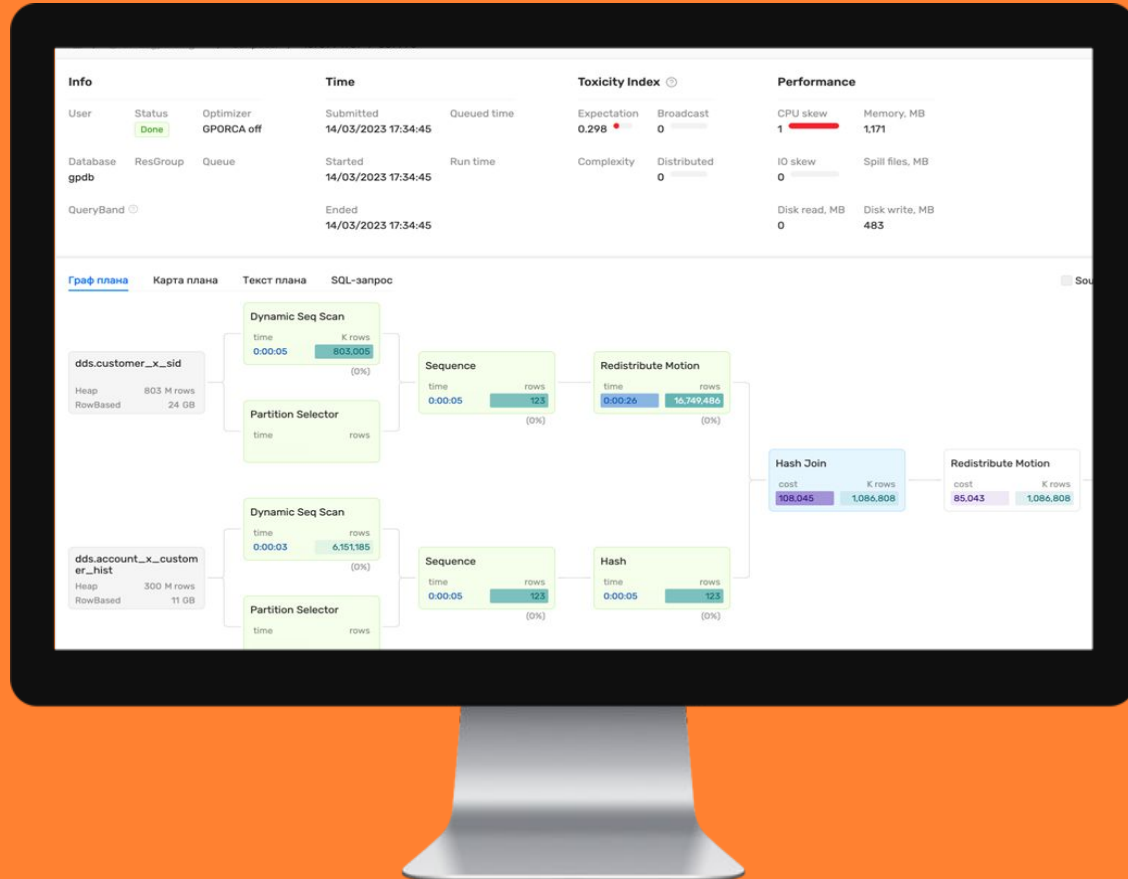 Info
Time
Toxicity Index
Performance
User
Status
Optimizer
Submitted
Queued time
Expectation
Broadcast
CPU skew
Memory, MB
Done
GPORCA off
14/03/2023 17:34:45
0.298
0
1
1,171
Database
ResGroup
Queue
Started
Run time
Complexity
Distributed
IO skew
Spill files, MB
gpdb
14/03/2023 17:34:45
0
0
QueryBand
Ended
Disk read, MB
Disk write, MB
14/03/2023 17:34:45
0
483
Граф плана
Карта плана
Текст плана
SQL-запрос
Sou
dds.customer_x_sid
Heap 803 M rows
RowBased 24 GB
Dynamic Seq Scan
time K rows
0:00:05 803,005
(0%)
Partition Selector
time rows
Sequence
time rows
0:00:05 123
(0%)
Redistribute Motion
time rows
0:00:26 16,749,486
(0%)
Hash Join
cost K rows
108,045 1,086,808
Redistribute Motion
cost K rows
85,043 1,086,808
dds.account_x_custom
er_hist
Heap 300 M rows
RowBased 11 GB
Dynamic Seq Scan
time rows
0:00:03 6,151,185
(0%)
Partition Selector
time rows
Sequence
time rows
0:00:05 123
(0%)
Hash
time rows
0:00:05 123
(0%)